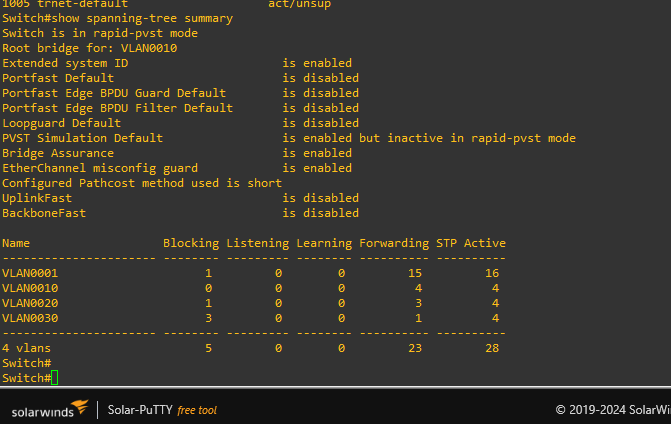 1005 trnet-default                    act/unsup
Switch#show spanning-tree summary
Switch is in rapid-pvst mode
Root bridge for: VLAN0010
Extended system ID                      is enabled
Portfast Default                        is disabled
Portfast Edge BPDU Guard Default        is disabled
Portfast Edge BPDU Filter Default       is disabled
Loopguard Default                       is disabled
PVST Simulation Default                 is enabled but inactive in rapid-pvst mode
Bridge Assurance                        is enabled
EtherChannel misconfig guard            is enabled
Configured Pathcost method used is short
UplinkFast                              is disabled
BackboneFast                            is disabled
Name                   Blocking Listening Learning Forwarding STP Active
---------------------- -------- --------- -------- ---------- ----------
VLAN0001                     1         0        0         15         16
VLAN0010                     0         0        0          4          4
VLAN0020                     1         0        0          3          4
VLAN0030                     3         0        0          1          4
---------------------- -------- --------- -------- ---------- ----------
4 vlans                      5         0        0         23         28
Switch#
Switch#
solarwinds | Solar-PuTTY free tool © 2019-2024 SolarWi